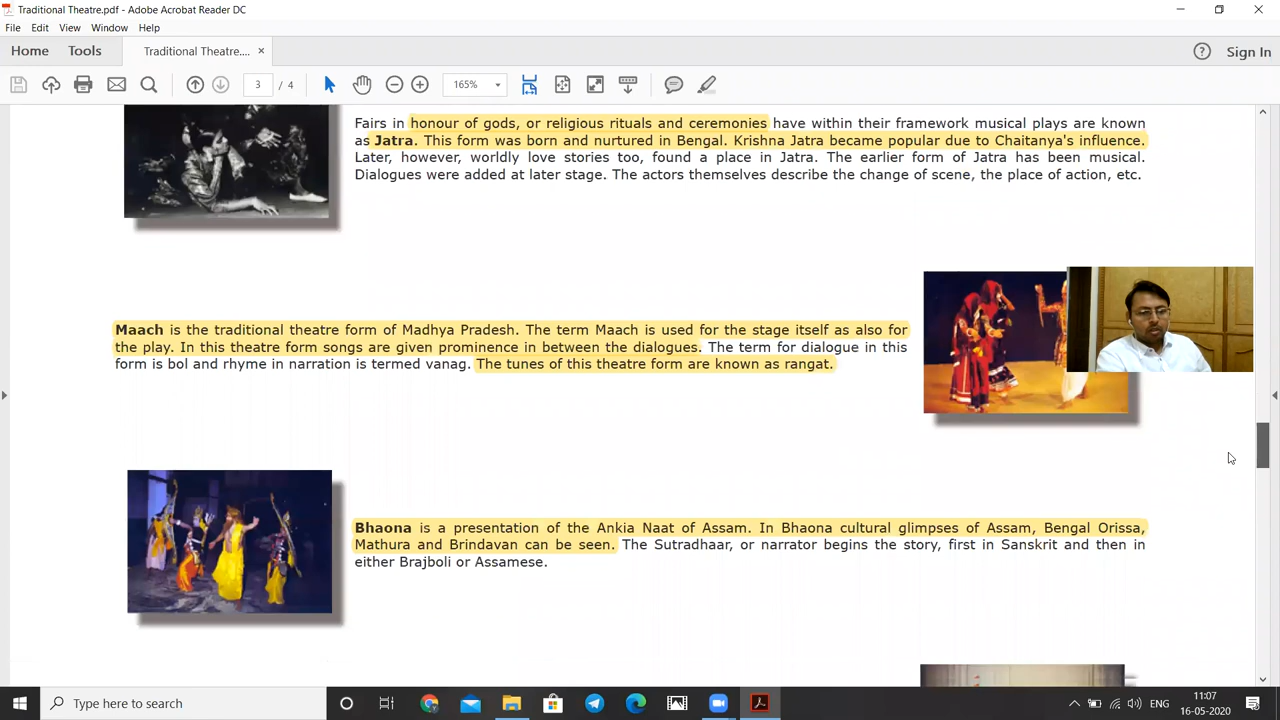 Traditional Theatre.pdf - Adobe Acrobat Reader DC
File Edit View Window Help
Home Tools Traditional Theatre.... × Sign In
3 / 4 165%
Fairs in honour of gods, or religious rituals and ceremonies have within their framework musical plays are known
as Jatra. This form was born and nurtured in Bengal. Krishna Jatra became popular due to Chaitanya's influence.
Later, however, worldly love stories too, found a place in Jatra. The earlier form of Jatra has been musical.
Dialogues were added at later stage. The actors themselves describe the change of scene, the place of action, etc.
Maach is the traditional theatre form of Madhya Pradesh. The term Maach is used for the stage itself as also for
the play. In this theatre form songs are given prominence in between the dialogues. The term for dialogue in this
form is bol and rhyme in narration is termed vanag. The tunes of this theatre form are known as rangat.
Bhaona is a presentation of the Ankia Naat of Assam. In Bhaona cultural glimpses of Assam, Bengal Orissa,
Mathura and Brindavan can be seen. The Sutradhaar, or narrator begins the story, first in Sanskrit and then in
either Brajboli or Assamese.
Type here to search
ENG
11:07
16-05-2020